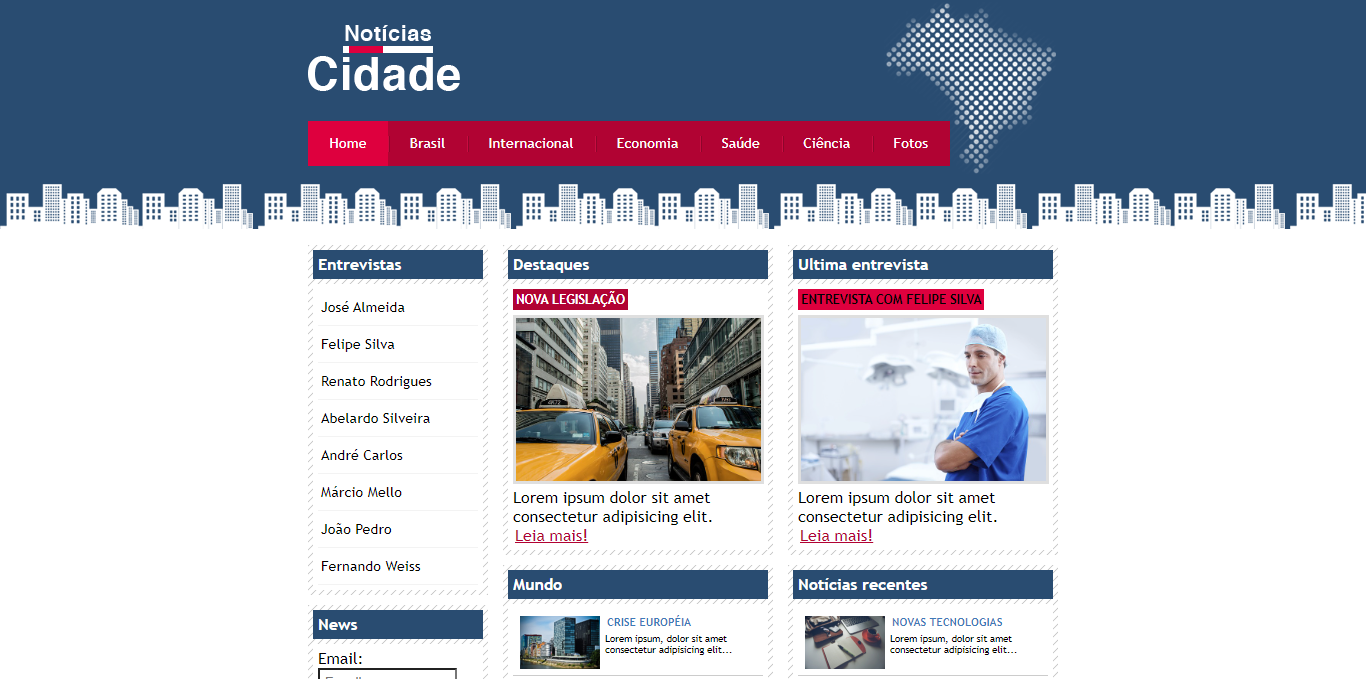 Notícias
Cidade
Home Brasil Internacional Economia Saúde Ciência Fotos
Entrevistas
José Almeida
Felipe Silva
Renato Rodrigues
Abelardo Silveira
André Carlos
Márcio Mello
João Pedro
Fernando Weiss
News
Email:
Destaques
NOVA LEGISLAÇÃO
Lorem ipsum dolor sit amet
consectetur adipisicing elit.
Leia mais!
Mundo
CRISE EUROPÉIA
Lorem ipsum, dolor sit amet
consectetur adipisicing elit...
Ultima entrevista
ENTREVISTA COM FELIPE SILVA
Lorem ipsum dolor sit amet
consectetur adipisicing elit.
Leia mais!
Notícias recentes
NOVAS TECNOLOGIAS
Lorem ipsum, dolor sit amet
consectetur adipisicing elit...